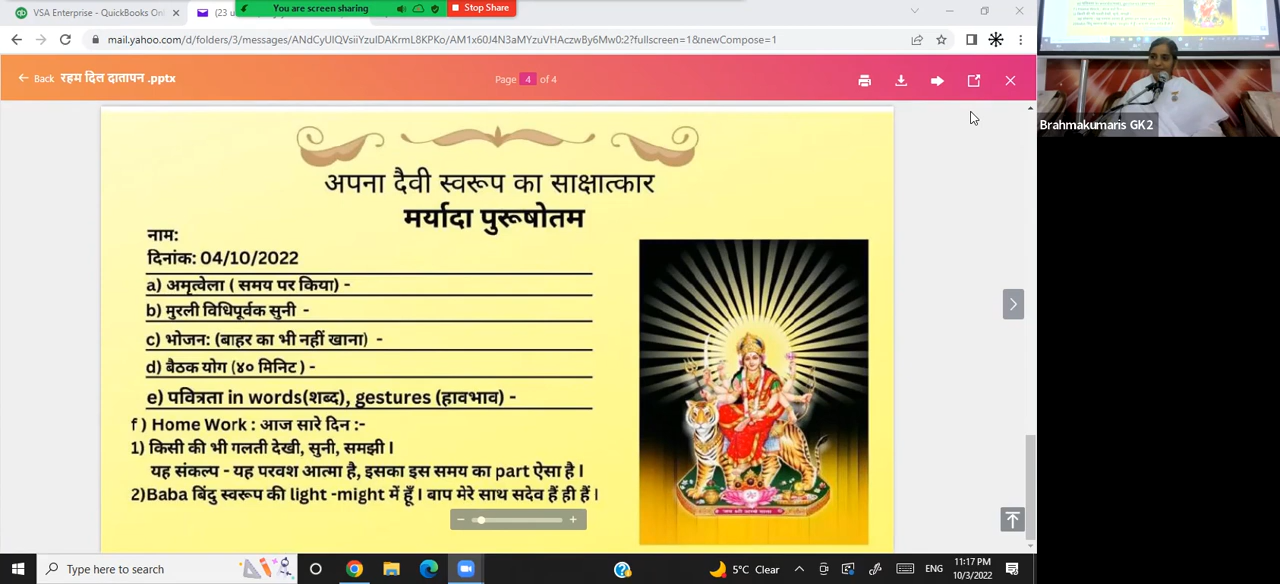 VSA Enterprise - QuickBooks Onl
(23 u
You are screen sharing
Stop Share
mail.yahoo.com/d/folders/3/messages/ANdCyUlQVsiiYzulDAxrmL8KPKo/AM1x60J4N3aMYzuVHAczwBy6Mw0:2?fullscreen=1&newCompose=1
Back रहम दिल दातापन .pptx
Page 4 of 4
Brahmakumaris GK2
अपना दैवी स्वरूप का साक्षात्कार
मर्यादा पुरूषोतम
नाम:
दिनांक: 04/10/2022
a) अमृत्वेला ( समय पर किया) -
b) मुरली विधिपूर्वक सुनी -
c) भोजन: (बाहर का भी नहीं खाना) -
d) बैठक योग (४० मिनिट ) -
e) पवित्रता in words(शब्द), gestures (हावभाव) -
f ) Home Work : आज सारे दिन :-
1) किसी की भी गलती देखी, सुनी, समझी I
यह संकल्प - यह परवश आत्मा है, इसका इस समय का part ऐसा है I
2)Baba बिंदु स्वरूप की light -might में हूँ I बाप मेरे साथ सदेव हैं ही हैं I
Type here to search
5°C Clear
ENG
11:17 PM
10/3/2022